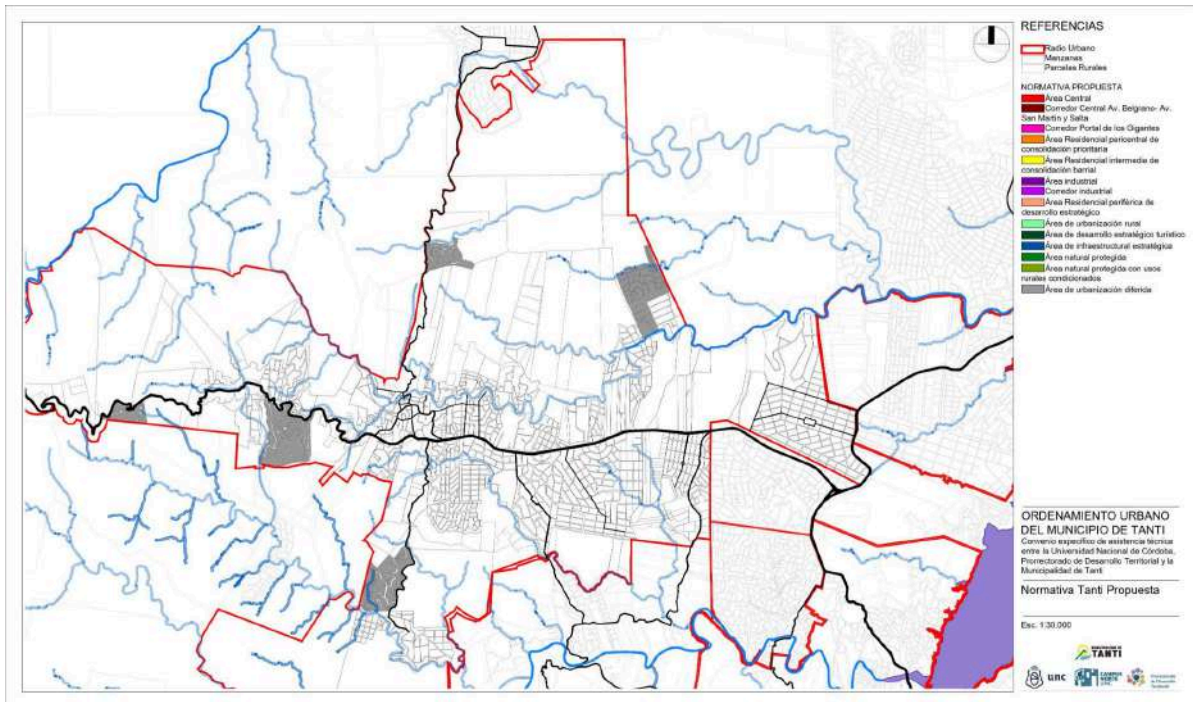 REFERENCIAS
Radio Urbano
Manzanas
Parcelas Rurales
NORMATIVA PROPUESTA
Área Central
Corredor Central Av. Belgrano- Av.
San Martín y Salta
Corredor Portal de los Gigantes
Área Residencial pericentral de
consolidación prioritaria
Área Residencial intermedia de
consolidación barrial
Área industrial
Corredor industrial
Área Residencial periférica de
desarrollo estratégico
Área de urbanización rural
Área de desarrollo estratégico turístico
Área de infraestructural estratégica
Área natural protegida
Área natural protegida con usos
rurales condicionados
Área de urbanización diferida
ORDENAMIENTO URBANO
DEL MUNICIPIO DE TANTI
Convenio específico de asistencia técnica
entre la Universidad Nacional de Córdoba,
Prorrectorado de Desarrollo Territorial y la
Municipalidad de Tanti
Normativa Tanti Propuesta
Esc. 1:30.000
TANTI
unc
CAMPUS
NORTE
UNC